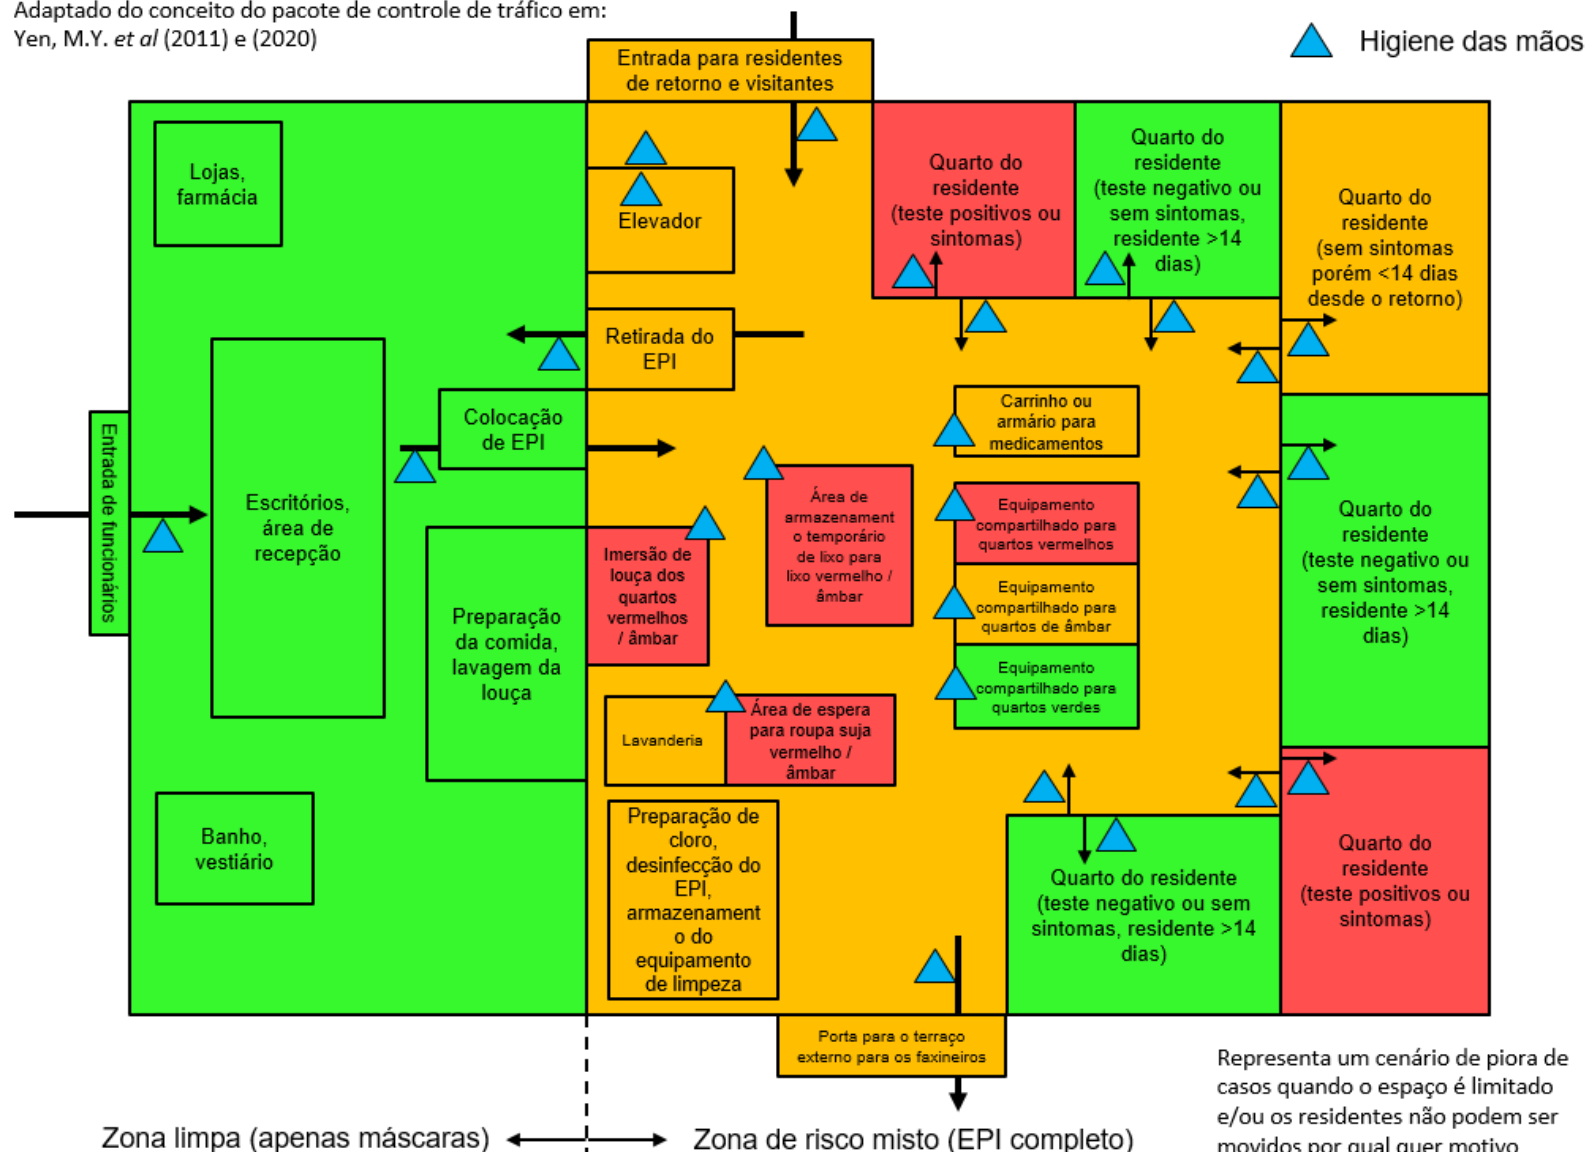 Adaptado do conceito do pacote de controle de tráfico em:
Yen, M.Y. et al (2011) e (2020)
Higiene das mãos
Entrada para residentes
de retorno e visitantes
Lojas,
farmácia
Elevador
Quarto do
residente
(teste positivos ou
sintomas)
Quarto do
residente
(teste negativo ou
sem sintomas,
residente >14
dias)
Quarto do
residente
(sem sintomas
porém <14 dias
desde o retorno)
Retirada do
EPI
Colocação
de EPI
Carrinho ou
armário para
medicamentos
Entrada de funcionários
Escritórios,
área de
recepção
Área de
armazenament
o temporário
de lixo para
lixo vermelho /
âmbar
Equipamento
compartilhado para
quartos vermelhos
Imersão de
louça dos
quartos
vermelhos
/ âmbar
Equipamento
compartilhado para
quartos de âmbar
Quarto do
residente
(teste negativo ou
sem sintomas,
residente >14
dias)
Preparação
da comida,
lavagem da
louça
Equipamento
compartilhado para
quartos verdes
Lavanderia
Área de espera
para roupa suja
vermelho /
âmbar
Banho,
vestiário
Preparação de
cloro,
desinfecção do
EPI,
armazenament
o do
equipamento
de limpeza
Quarto do residente
(teste negativo ou sem
sintomas, residente >14
dias)
Quarto do
residente
(teste positivos ou
sintomas)
Porta para o terraço
externo para os faxineiros
Representa um cenário de piora de
casos quando o espaço é limitado
e/ou os residentes não podem ser
movidos por qual quer motivo
Zona limpa (apenas máscaras)
Zona de risco misto (EPI completo)